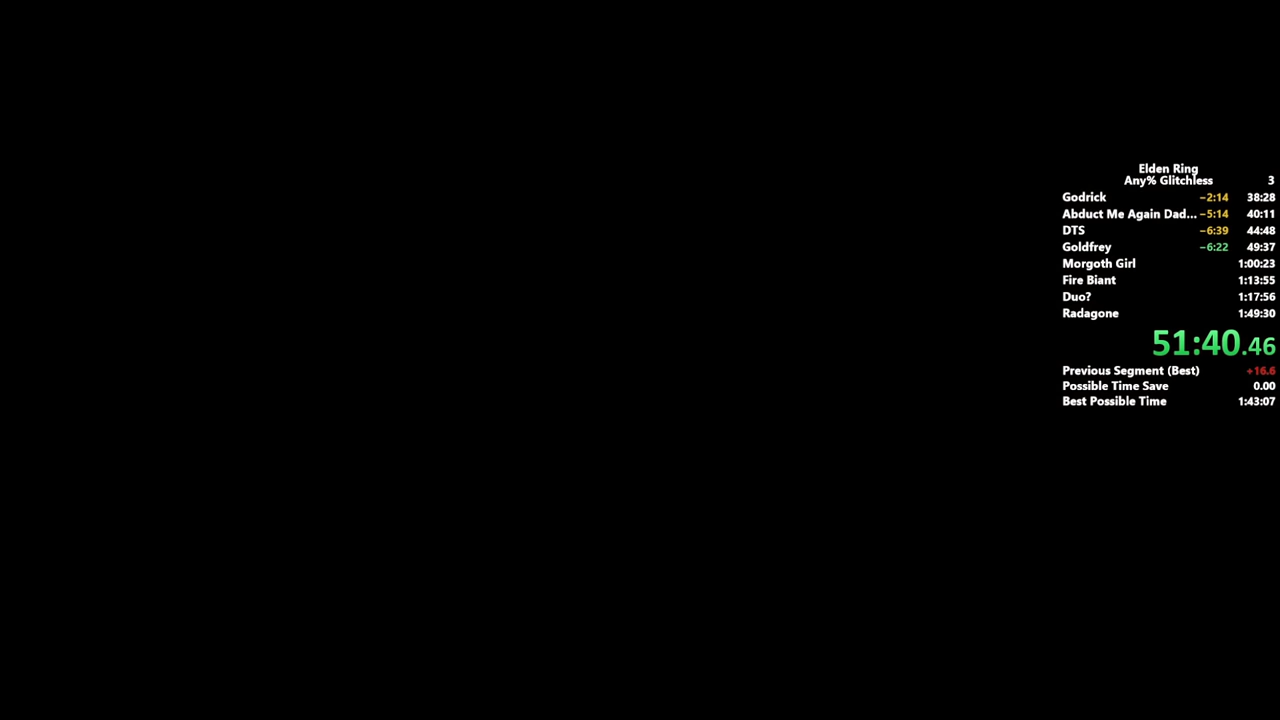 Elden Ring
Any% Glitchless 3
Godrick −2:14 38:28
Abduct Me Again Dad... −5:14 40:11
DTS −6:39 44:48
Goldfrey −6:22 49:37
Morgoth Girl 1:00:23
Fire Biant 1:13:55
Duo? 1:17:56
Radagone 1:49:30
51:40.46
Previous Segment (Best) +16.6
Possible Time Save 0.00
Best Possible Time 1:43:07